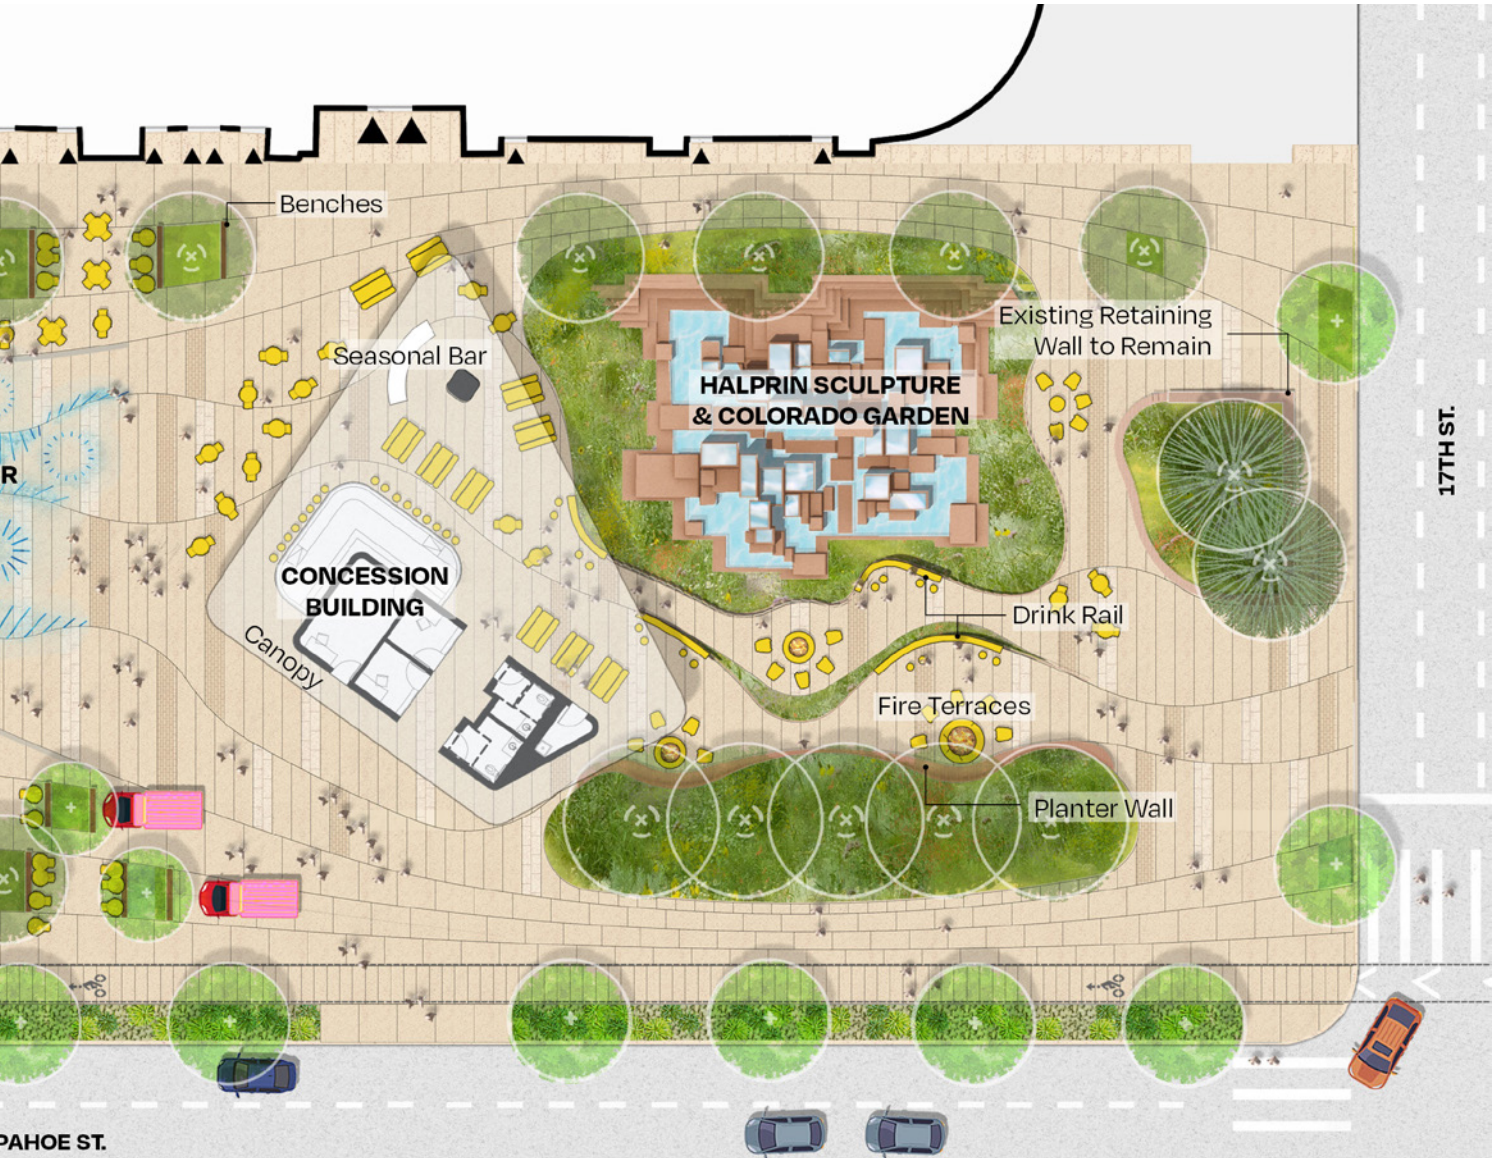 Benches
Existing Retaining
Wall to Remain
Seasonal Bar
HALPRIN SCULPTURE
& COLORADO GARDEN
17TH ST.
R
CONCESSION
BUILDING
Drink Rail
Canopy
Fire Terraces
Planter Wall
PAHOE ST.